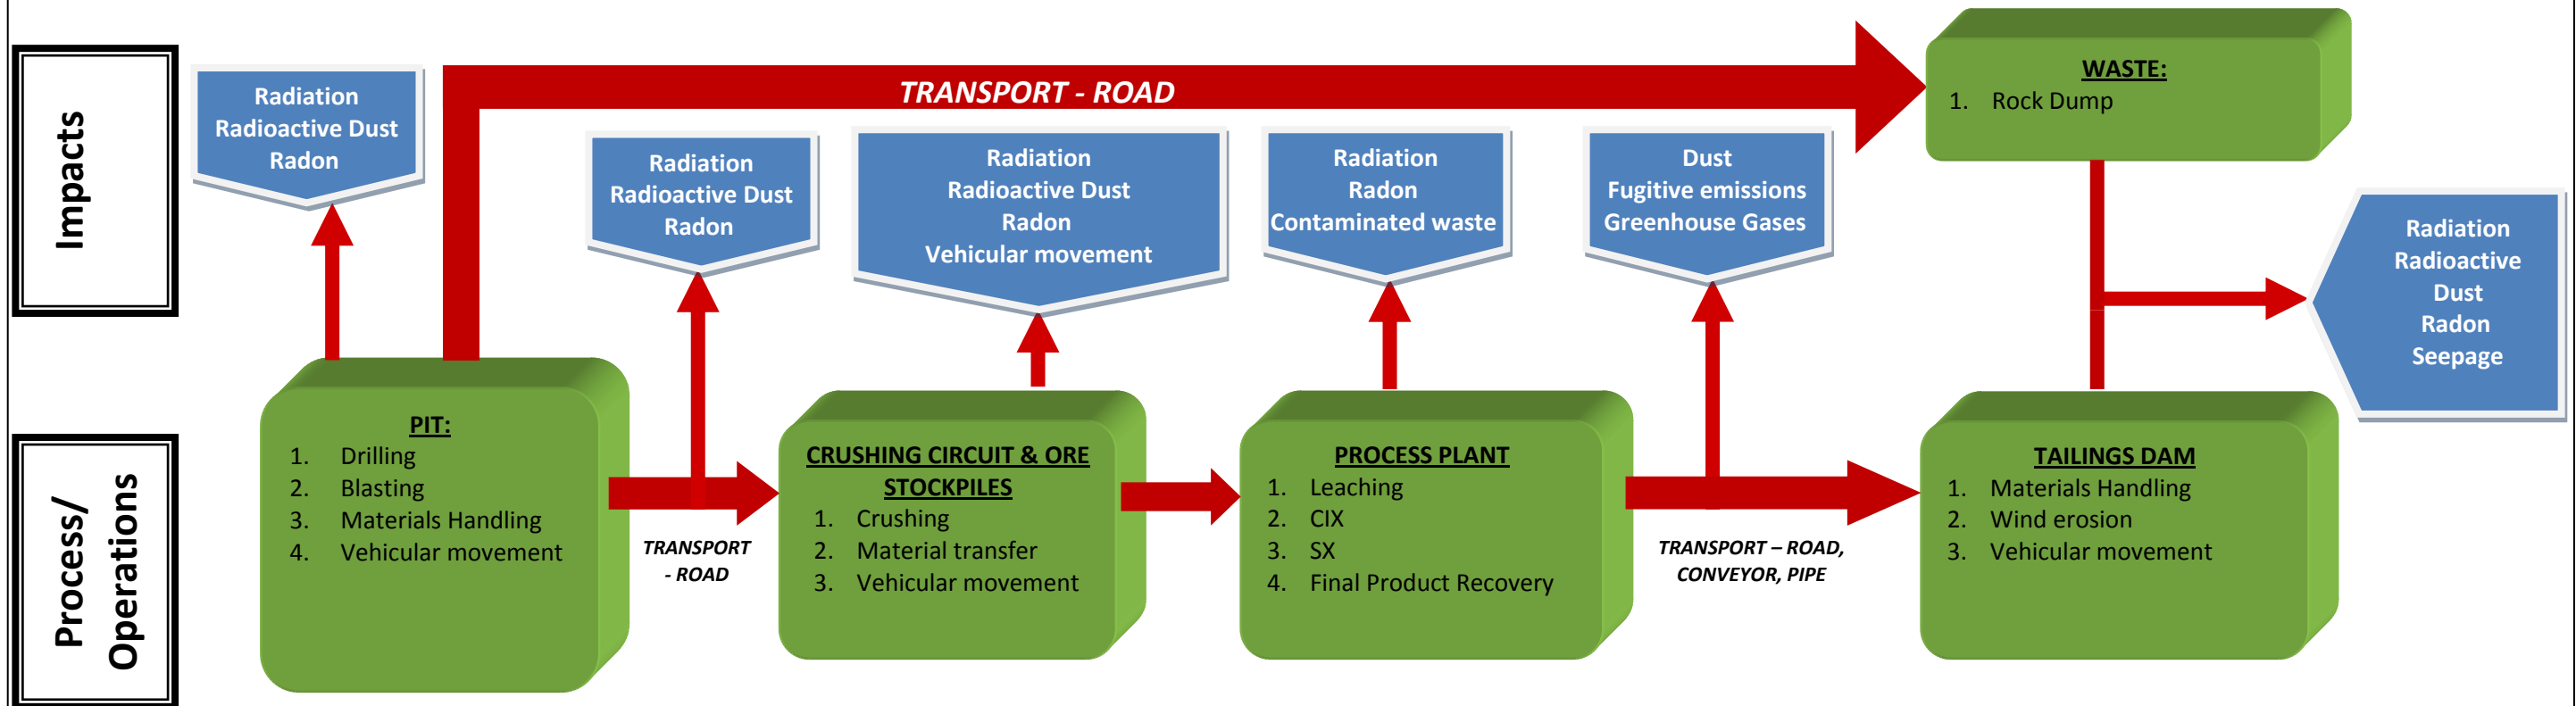 Impacts
Radiation
Radioactive Dust
Radon
TRANSPORT - ROAD
WASTE:
1. Rock Dump
Radiation
Radioactive Dust
Radon
Radiation
Radioactive Dust
Radon
Vehicular movement
Radiation
Radon
Contaminated waste
Dust
Fugitive emissions
Greenhouse Gases
Radiation
Radioactive
Dust
Radon
Seepage
Process/
Operations
PIT:
1. Drilling
2. Blasting
3. Materials Handling
4. Vehicular movement
TRANSPORT
- ROAD
CRUSHING CIRCUIT & ORE
STOCKPILES
1. Crushing
2. Material transfer
3. Vehicular movement
PROCESS PLANT
1. Leaching
2. CIX
3. SX
4. Final Product Recovery
TRANSPORT – ROAD,
CONVEYOR, PIPE
TAILINGS DAM
1. Materials Handling
2. Wind erosion
3. Vehicular movement